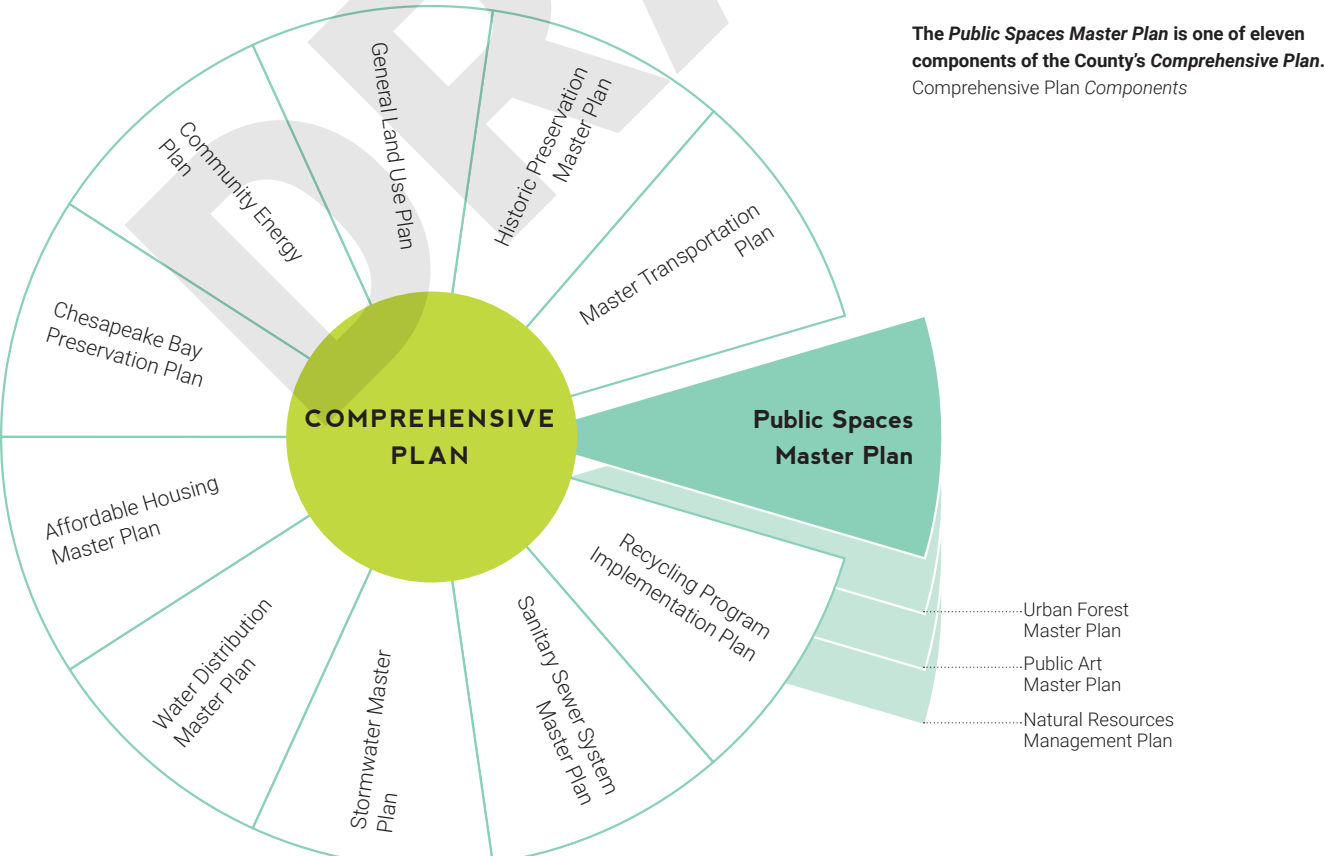 The Public Spaces Master Plan is one of eleven
components of the County's Comprehensive Plan.
Comprehensive Plan Components
General Land Use Plan
Historic Preservation
Master Plan
Master Transportation
Plan
Public Spaces
Master Plan
Urban Forest
Master Plan
Public Art
Master Plan
Natural Resources
Management Plan
Recycling Program
Implementation Plan
Sanitary Sewer System
Master Plan
Stormwater Master
Plan
Water Distribution
Master Plan
Affordable Housing
Master Plan
Chesapeake Bay
Preservation Plan
Community Energy
Plan
COMPREHENSIVE
PLAN